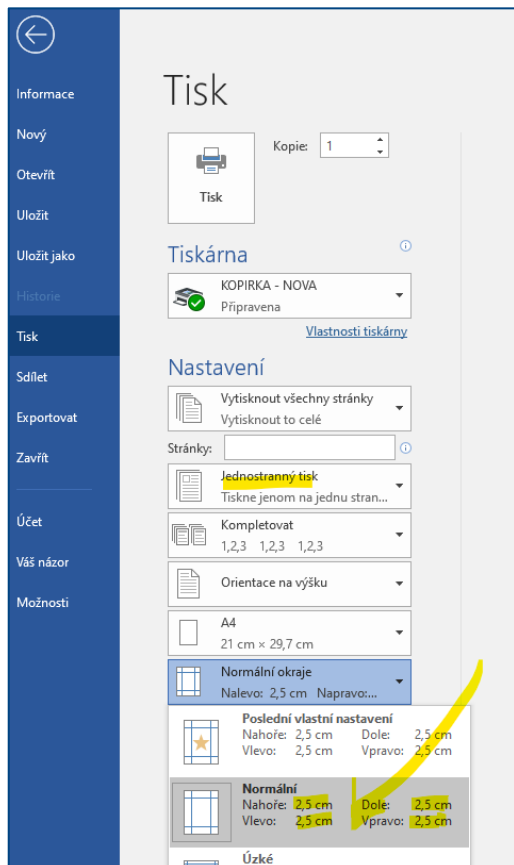 Tisk
Informace
Nový
Otevřít
Uložit
Uložit jako
Historie
Tisk
Sdílet
Exportovat
Zavřít
Účet
Váš názor
Možnosti
Kopie: 1
Tisk
Tiskárna
KOPIRKA - NOVA
Připravena
Vlastnosti tiskárny
Nastavení
Vytisknout všechny stránky
Vytisknout to celé
Stránky:
Jednostranný tisk
Tiskne jenom na jednu stran...
Kompletovat
1,2,3 1,2,3 1,2,3
Orientace na výšku
A4
21 cm × 29,7 cm
Normální okraje
Nalevo: 2,5 cm Napravo:...
Poslední vlastní nastavení
Nahoře: 2,5 cm Dole: 2,5 cm
Vlevo: 2,5 cm Vpravo: 2,5 cm
Normální
Nahoře: 2,5 cm Dole: 2,5 cm
Vlevo: 2,5 cm Vpravo: 2,5 cm
Úzké